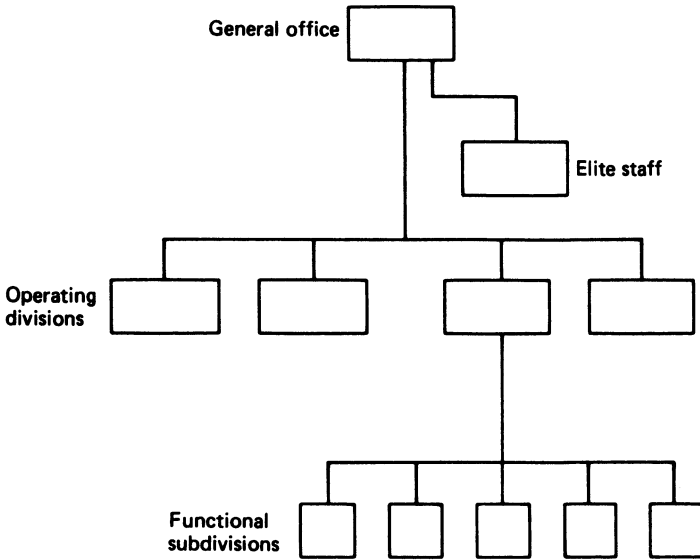 General office
Elite staff
Operating
divisions
Functional
subdivisions